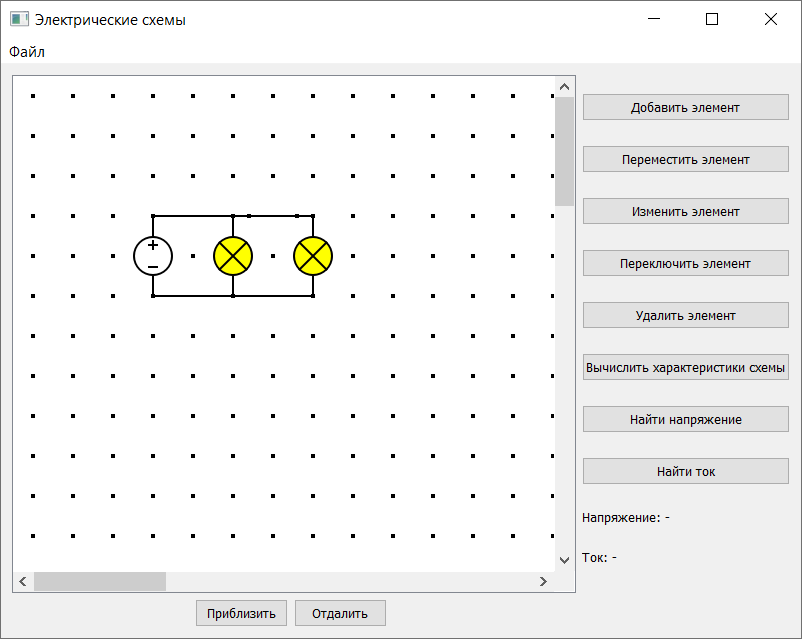 Электрические схемы
Файл
Добавить элемент
Переместить элемент
Изменить элемент
Переключить элемент
Удалить элемент
Вычислить характеристики схемы
Найти напряжение
Найти ток
Напряжение: -
Ток: -
Приблизить
Отдалить